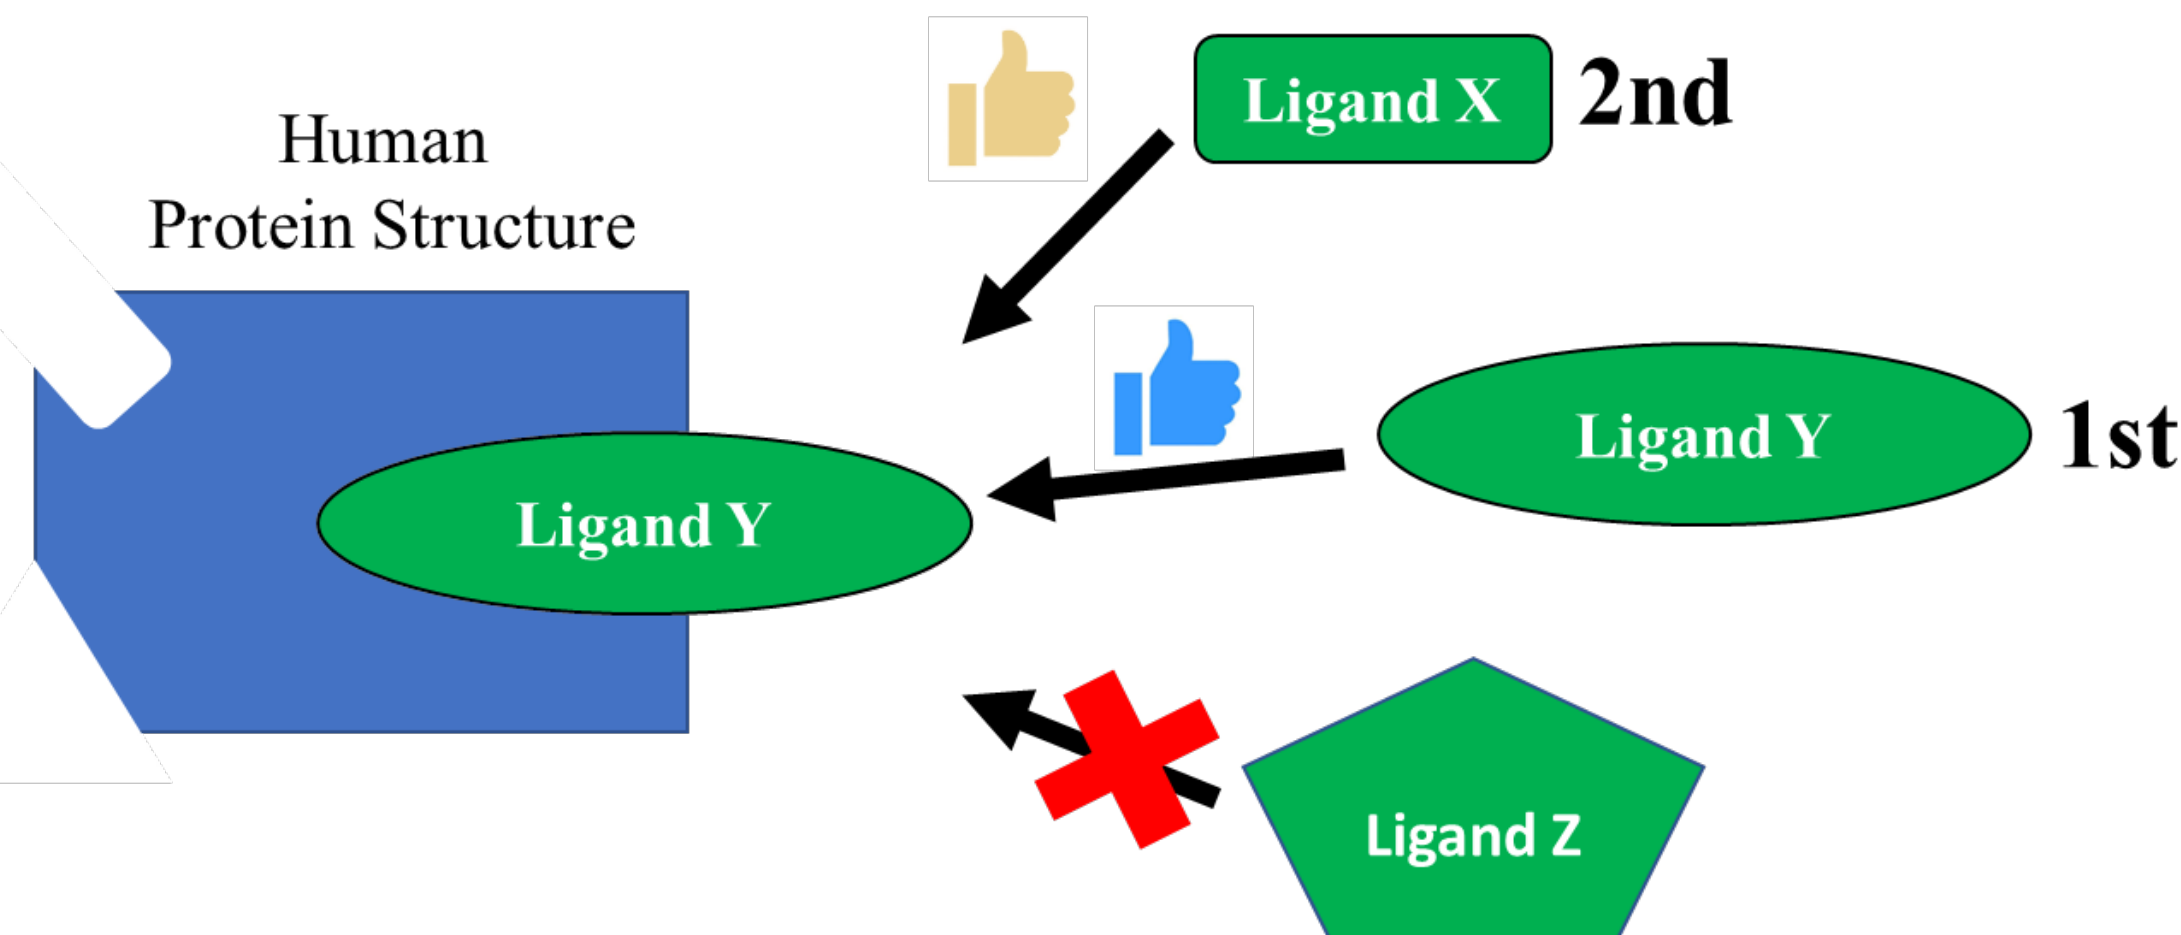 Human
Protein Structure
Ligand X
2nd
Ligand Y
1st
Ligand Y
Ligand Z